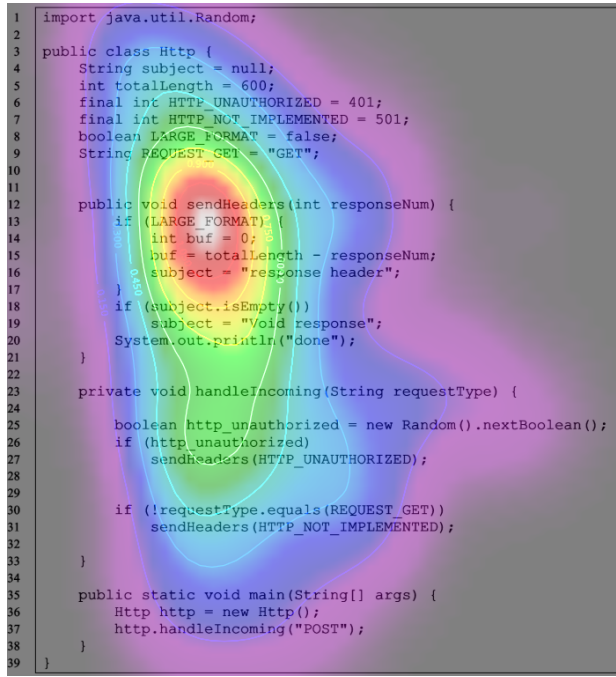 1 import java.util.Random;
2
3 public class Http {
4     String subject = null;
5     int totalLength = 600;
6     final int HTTP_UNAUTHORIZED = 401;
7     final int HTTP_NOT_IMPLEMENTED = 501;
8     boolean LARGE_FORMAT = false;
9     String REQUEST_GET = "GET";
10
11
12     public void sendHeaders(int responseNum) {
13         if (LARGE_FORMAT) {
14             int buf = 0;
15             buf = totalLength - responseNum;
16             subject = "response header";
17         }
18         if (subject.isEmpty())
19             subject = "Void response";
20         System.out.println("done");
21     }
22
23     private void handleIncoming(String requestType) {
24
25         boolean http_unauthorized = new Random().nextBoolean();
26         if (http_unauthorized)
27             sendHeaders(HTTP_UNAUTHORIZED);
28
29
30         if (!requestType.equals(REQUEST_GET))
31             sendHeaders(HTTP_NOT_IMPLEMENTED);
32
33     }
34
35     public static void main(String[] args) {
36         Http http = new Http();
37         http.handleIncoming("POST");
38     }
39 }
0.750
0.450